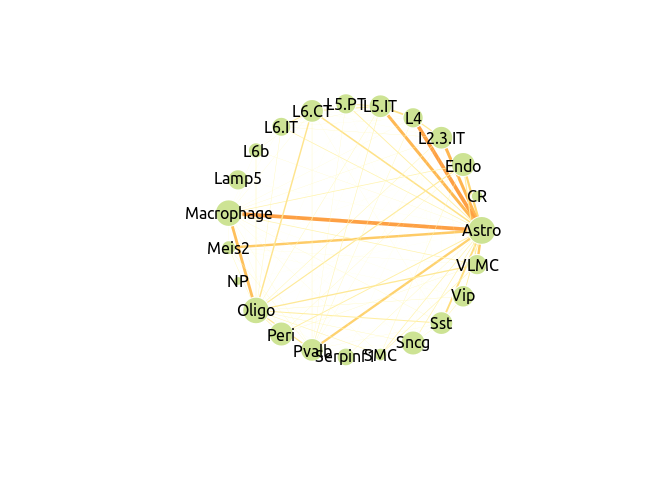 L5.PT
L5.IT
L6.CT
L4
L6.IT
L2.3.IT
L6b
Endo
Lamp5
CR
Macrophage
Astro
Meis2
VLMC
NP
Vip
Oligo
Sst
Peri
Sncg
Pvalb
Serpinf1
SMC